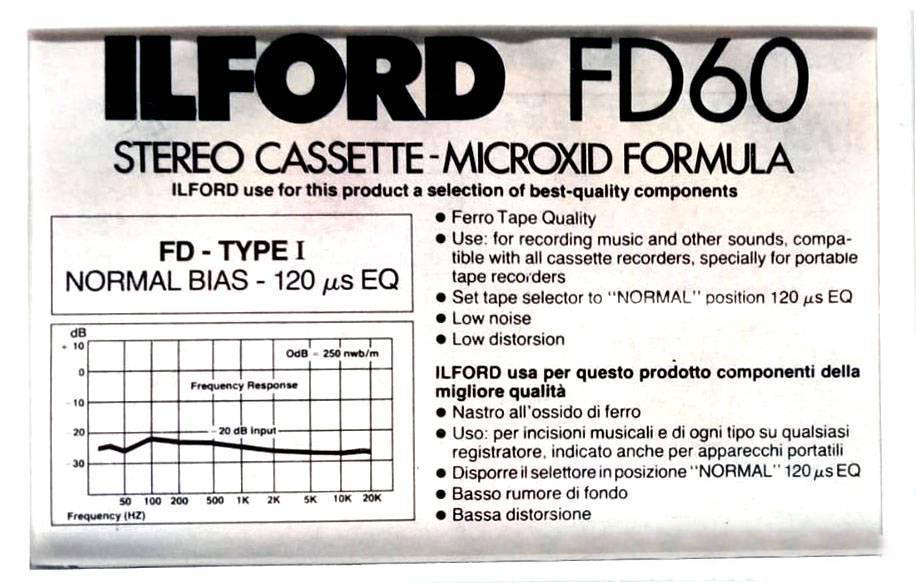 ILFORD FD60
STEREO CASSETTE - MICROXID FORMULA
ILFORD use for this product a selection of best-quality components
FD - TYPE I
NORMAL BIAS - 120 µs EQ
dB
+ 10
0
10
20
30
OdB - 250 nwb/m
Frequency Response
- 20 dB Input
50 100 200 500 1K 2K 5K 10K 20K
Frequency (HZ)
● Ferro Tape Quality
● Use: for recording music and other sounds, compa-
tible with all cassette recorders, specially for portable
tape recorders
● Set tape selector to "NORMAL" position 120 µs EQ
● Low noise
● Low distorsion
ILFORD usa per questo prodotto componenti della
migliore qualità
● Nastro all'ossido di ferro
● Uso: per incisioni musicali e di ogni tipo su qualsiasi
registratore, indicato anche per apparecchi portatili
● Disporre il selettore in posizione "NORMAL" 120 µs EQ
● Basso rumore di fondo
● Bassa distorsione